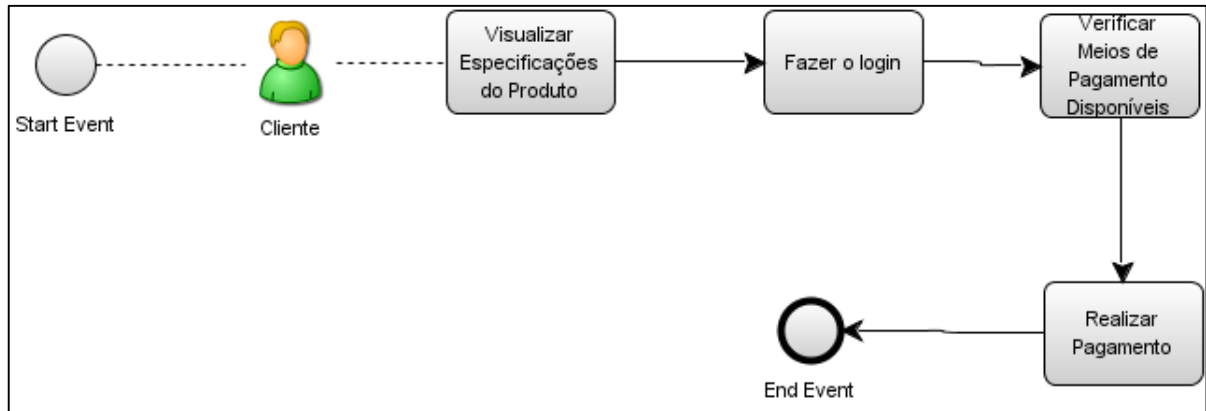 Start Event
Cliente
Visualizar
Especificações
do Produto
Fazer o login
Verificar
Meios de
Pagamento
Disponíveis
Realizar
Pagamento
End Event